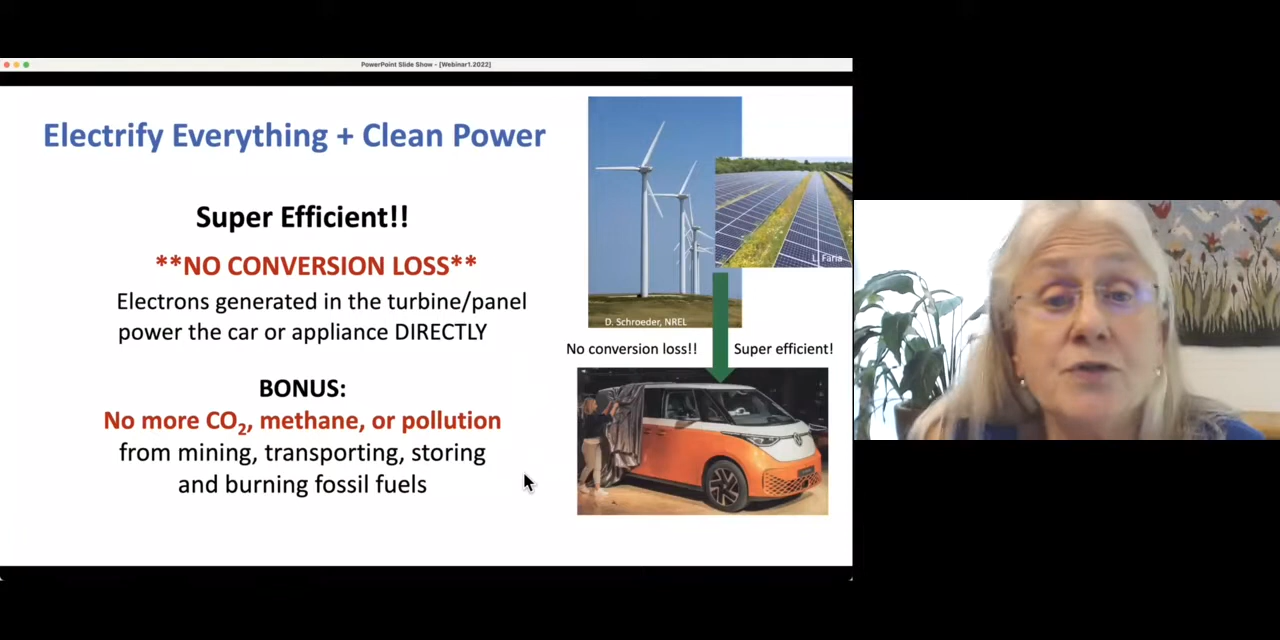 PowerPoint Slide Show - [Webinar1.2022]
Electrify Everything + Clean Power
Super Efficient!!
**NO CONVERSION LOSS**
Electrons generated in the turbine/panel
power the car or appliance DIRECTLY
BONUS:
No more CO₂, methane, or pollution
from mining, transporting, storing
and burning fossil fuels
L. Faria
D. Schroeder, NREL
No conversion loss!! Super efficient!